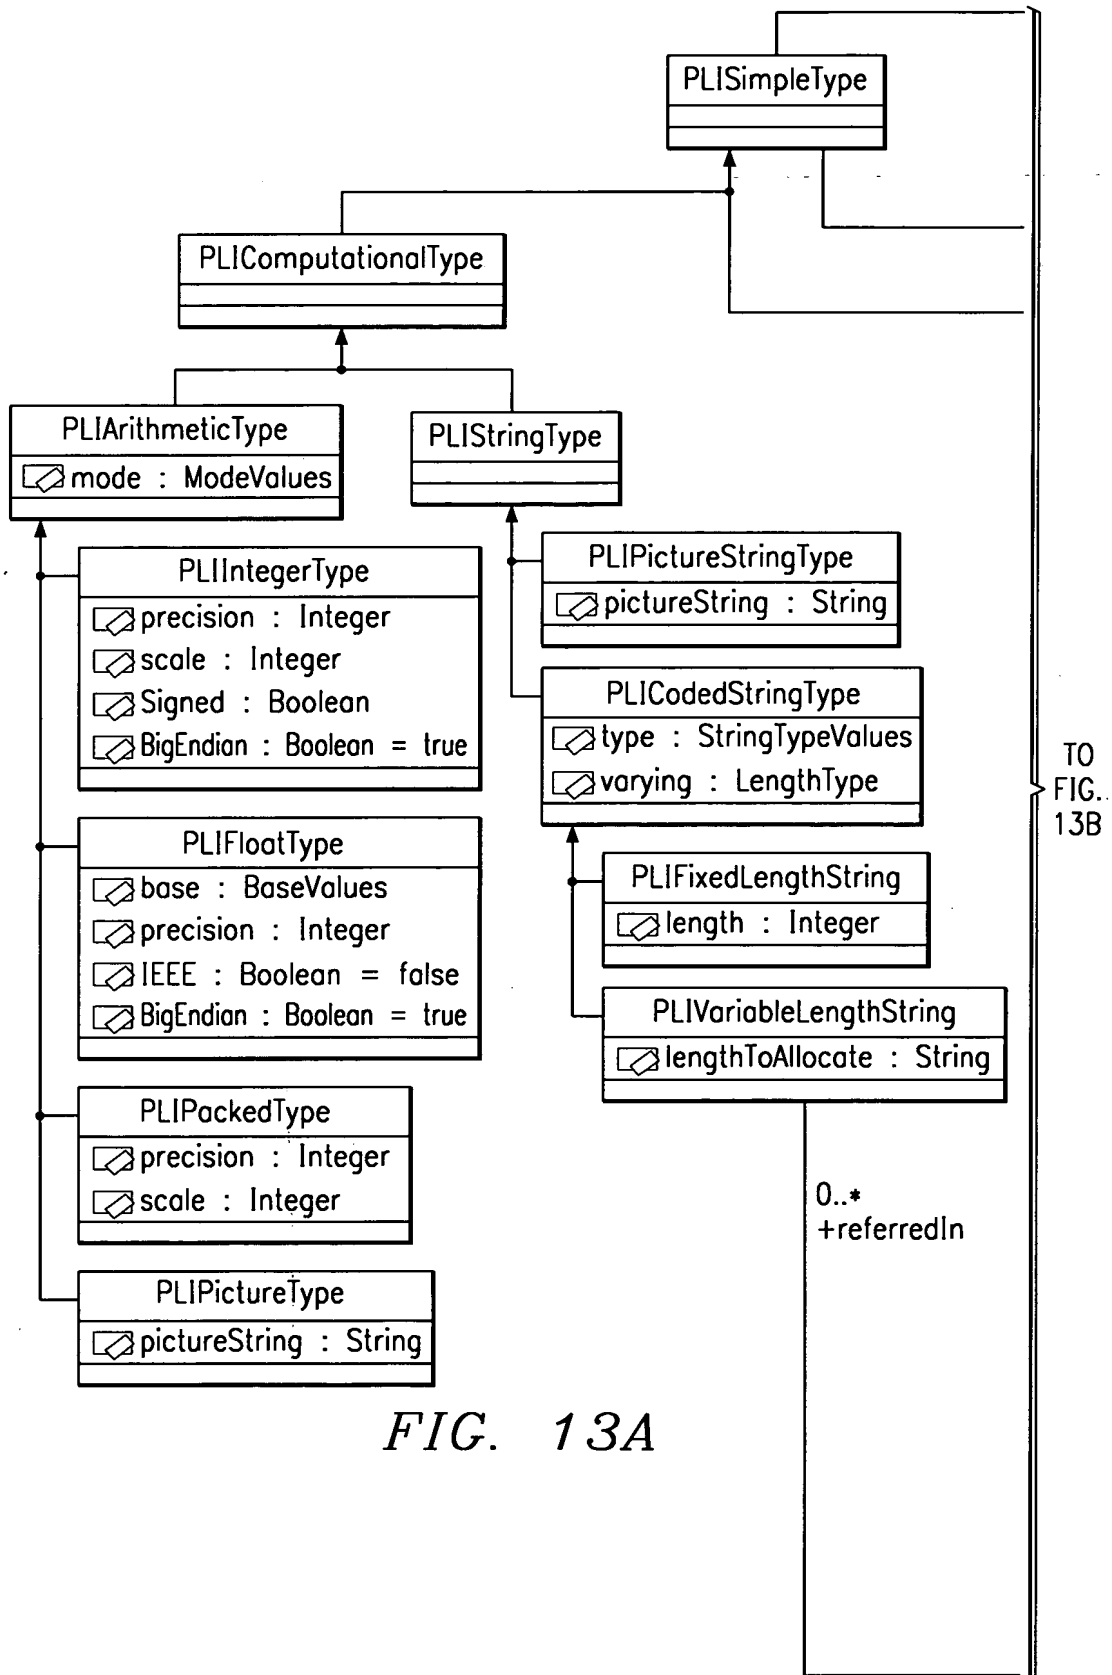 PLISimpleType
PLIComputationalType
PLIArithmeticType
mode : ModeValues
PLIStringType
PLIIntegerType
precision : Integer
scale : Integer
Signed : Boolean
BigEndian : Boolean = true
PLIPictureStringType
pictureString : String
PLICodedStringType
type : StringTypeValues
varying : LengthType
TO
FIG.
13B
PLIFloatType
base : BaseValues
precision : Integer
IEEE : Boolean = false
BigEndian : Boolean = true
PLIFixedLengthString
length : Integer
PLIVariableLengthString
lengthToAllocate : String
PLIPackedType
precision : Integer
scale : Integer
0..*
+referredIn
PLIPictureType
pictureString : String
FIG. 13A